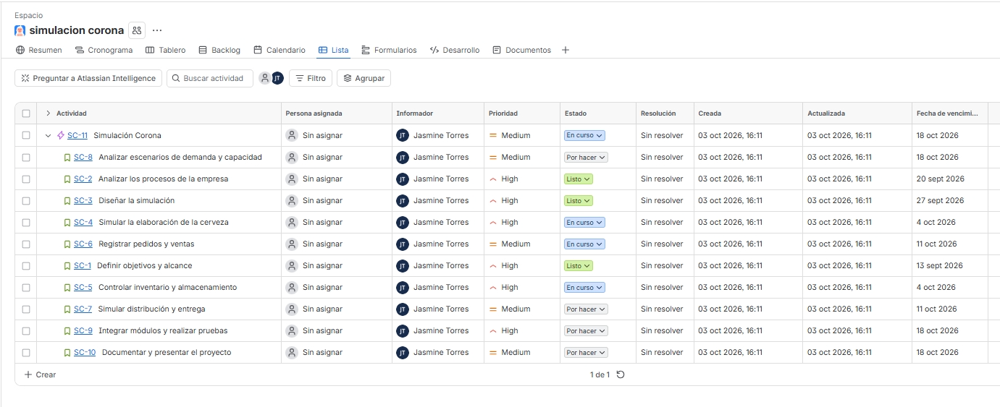 Espacio
simulacion corona
Resumen Cronograma Tablero Backlog Calendario Lista Formularios Desarrollo Documentos
Preguntar a Atlassian Intelligence Buscar actividad JT Filtro Agrupar
Actividad Persona asignada Informador Prioridad Estado Resolución Creada Actualizada Fecha de vencimi...
SC-11 Simulación Corona Sin asignar JT Jasmine Torres Medium En curso Sin resolver 03 oct 2026, 16:11 03 oct 2026, 16:11 18 oct 2026
SC-8 Analizar escenarios de demanda y capacidad Sin asignar JT Jasmine Torres Medium Por hacer Sin resolver 03 oct 2026, 16:11 03 oct 2026, 16:11 18 oct 2026
SC-2 Analizar los procesos de la empresa Sin asignar JT Jasmine Torres High Listo Sin resolver 03 oct 2026, 16:11 03 oct 2026, 16:11 20 sept 2026
SC-3 Diseñar la simulación Sin asignar JT Jasmine Torres High Listo Sin resolver 03 oct 2026, 16:11 03 oct 2026, 16:11 27 sept 2026
SC-4 Simular la elaboración de la cerveza Sin asignar JT Jasmine Torres High En curso Sin resolver 03 oct 2026, 16:11 03 oct 2026, 16:11 4 oct 2026
SC-6 Registrar pedidos y ventas Sin asignar JT Jasmine Torres Medium En curso Sin resolver 03 oct 2026, 16:11 03 oct 2026, 16:11 11 oct 2026
SC-1 Definir objetivos y alcance Sin asignar JT Jasmine Torres High Listo Sin resolver 03 oct 2026, 16:11 03 oct 2026, 16:11 13 sept 2026
SC-5 Controlar inventario y almacenamiento Sin asignar JT Jasmine Torres High En curso Sin resolver 03 oct 2026, 16:11 03 oct 2026, 16:11 4 oct 2026
SC-7 Simular distribución y entrega Sin asignar JT Jasmine Torres Medium Por hacer Sin resolver 03 oct 2026, 16:11 03 oct 2026, 16:11 11 oct 2026
SC-9 Integrar módulos y realizar pruebas Sin asignar JT Jasmine Torres High Por hacer Sin resolver 03 oct 2026, 16:11 03 oct 2026, 16:11 18 oct 2026
SC-10 Documentar y presentar el proyecto Sin asignar JT Jasmine Torres Medium Por hacer Sin resolver 03 oct 2026, 16:11 03 oct 2026, 16:11 18 oct 2026
Crear 1 de 1